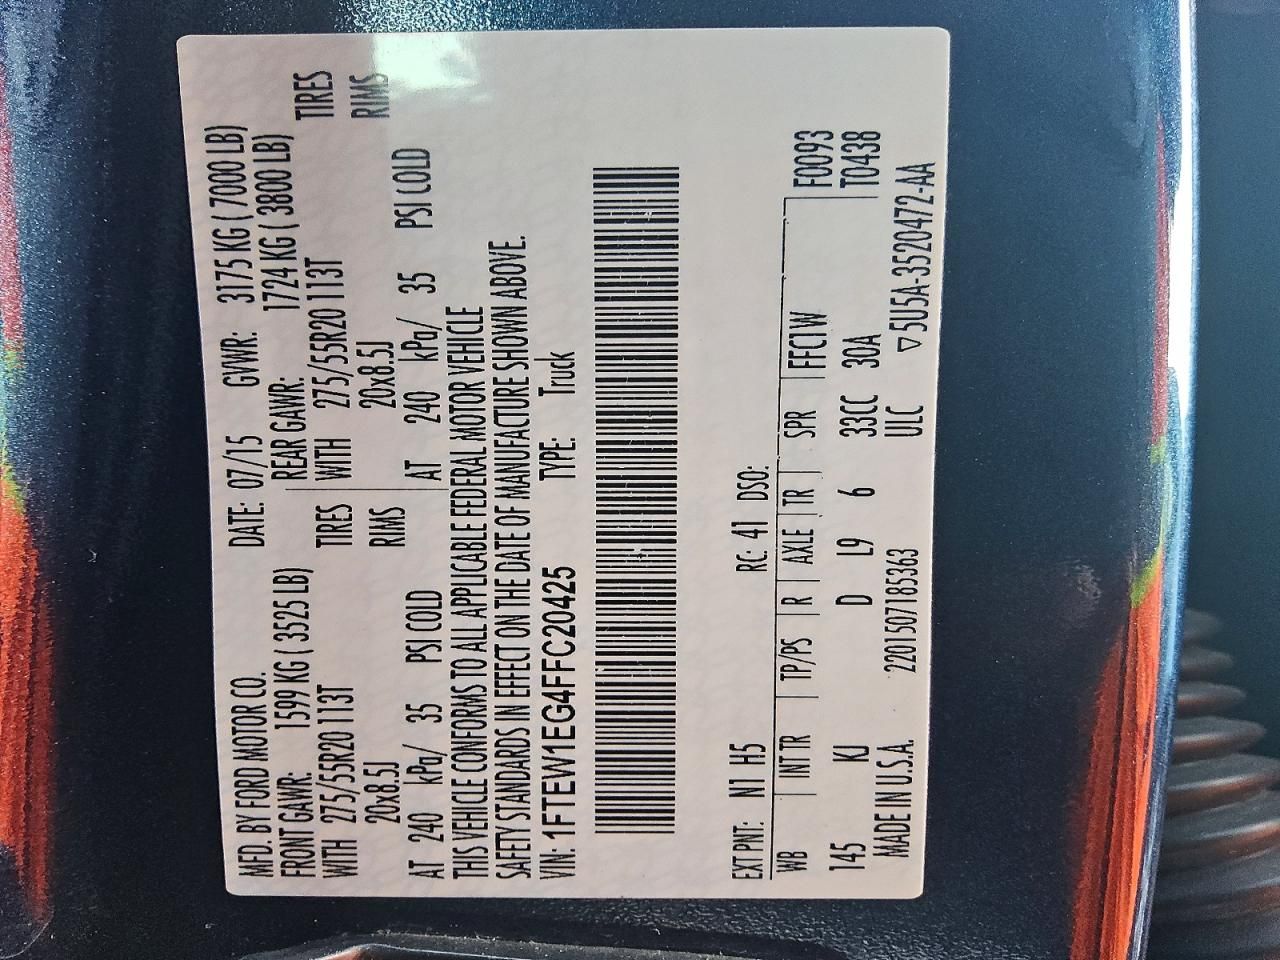 MFD. BY FORD MOTOR CO. DATE: 07/15 GVWR: 3175 KG ( 7000 LB)
FRONT GAWR: 1599 KG ( 3525 LB) REAR GAWR: 1724 KG ( 3800 LB)
WITH 275/55R20 113T TIRES WITH 275/55R20 113T TIRES
20x8.5J RIMS 20x8.5J RIMS
AT 240 kPa/ 35 PSI COLD AT 240 kPa/ 35 PSI COLD
THIS VEHICLE CONFORMS TO ALL APPLICABLE FEDERAL MOTOR VEHICLE
SAFETY STANDARDS IN EFFECT ON THE DATE OF MANUFACTURE SHOWN ABOVE.
VIN: 1FTEW1EG4FFC20425 TYPE: Truck
EXT PNT: N1 H5 RC: 41 DSO:
WB INT TR TP/PS R AXLE TR SPR FFC1W F0093
145 KJ D L9 6 33CC 30A T0438
MADE IN U.S.A. 2201507185363 ULC ▽5U5A-3520472-AA